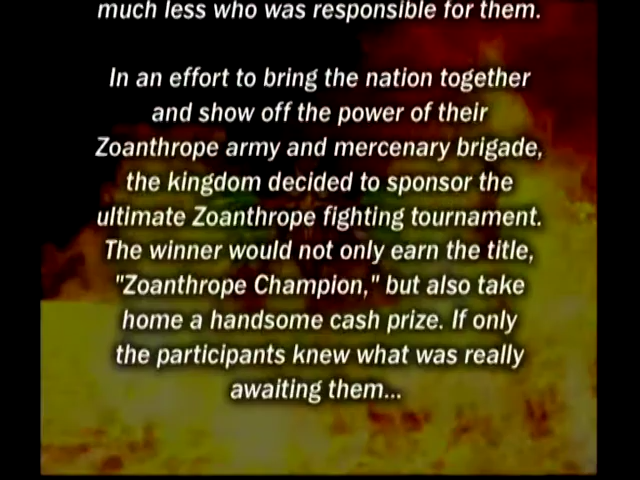 much less who was responsible for them.
In an effort to bring the nation together
and show off the power of their
Zoanthrope army and mercenary brigade,
the kingdom decided to sponsor the
ultimate Zoanthrope fighting tournament.
The winner would not only earn the title,
"Zoanthrope Champion," but also take
home a handsome cash prize. If only
the participants knew what was really
awaiting them...